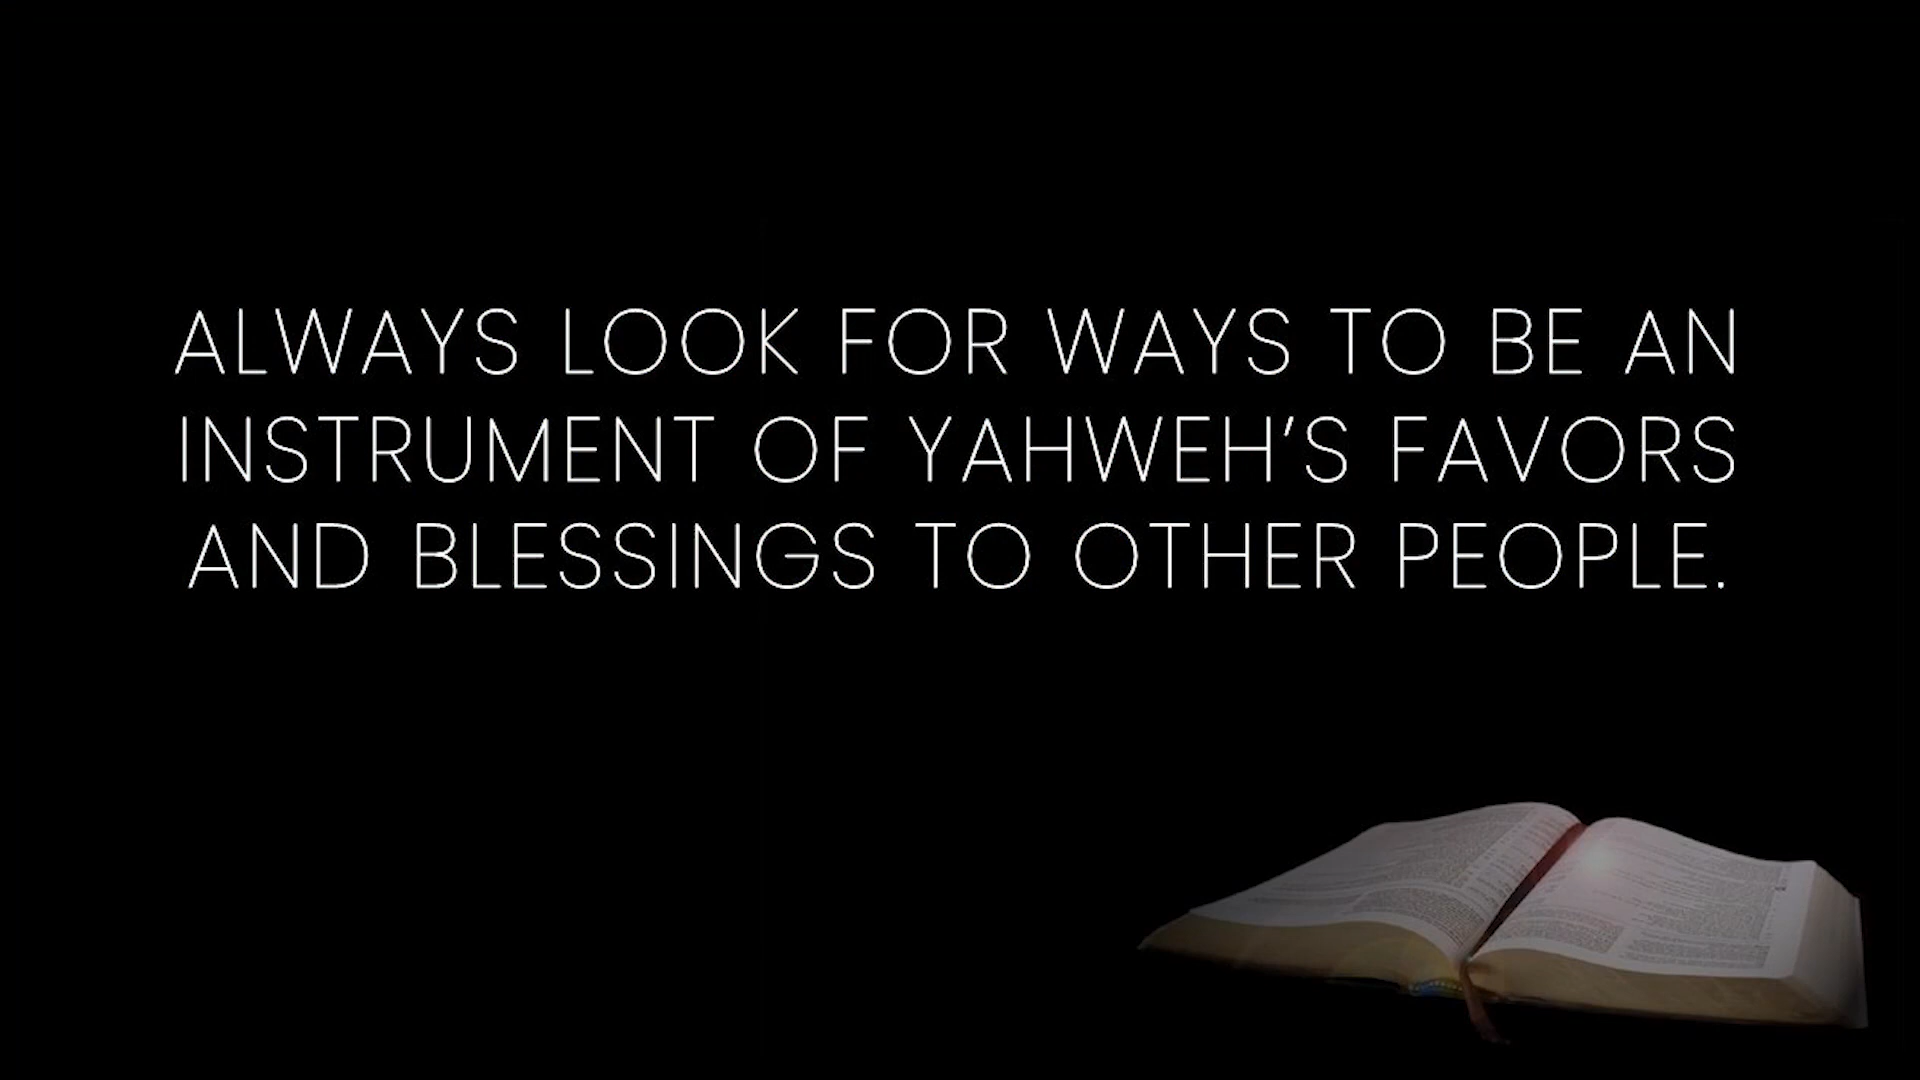 ALWAYS LOOK FOR WAYS TO BE AN
INSTRUMENT OF YAHWEH’S FAVORS
AND BLESSINGS TO OTHER PEOPLE.